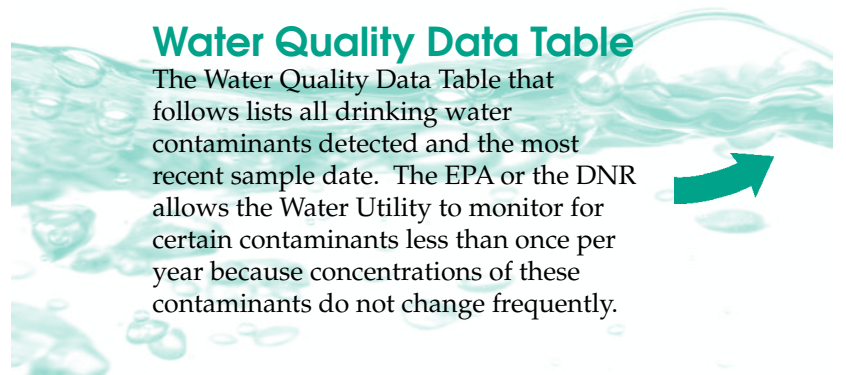 Water Quality Data Table
The Water Quality Data Table that
follows lists all drinking water
contaminants detected and the most
recent sample date.  The EPA or the DNR
allows the Water Utility to monitor for
certain contaminants less than once per
year because concentrations of these
contaminants do not change frequently.